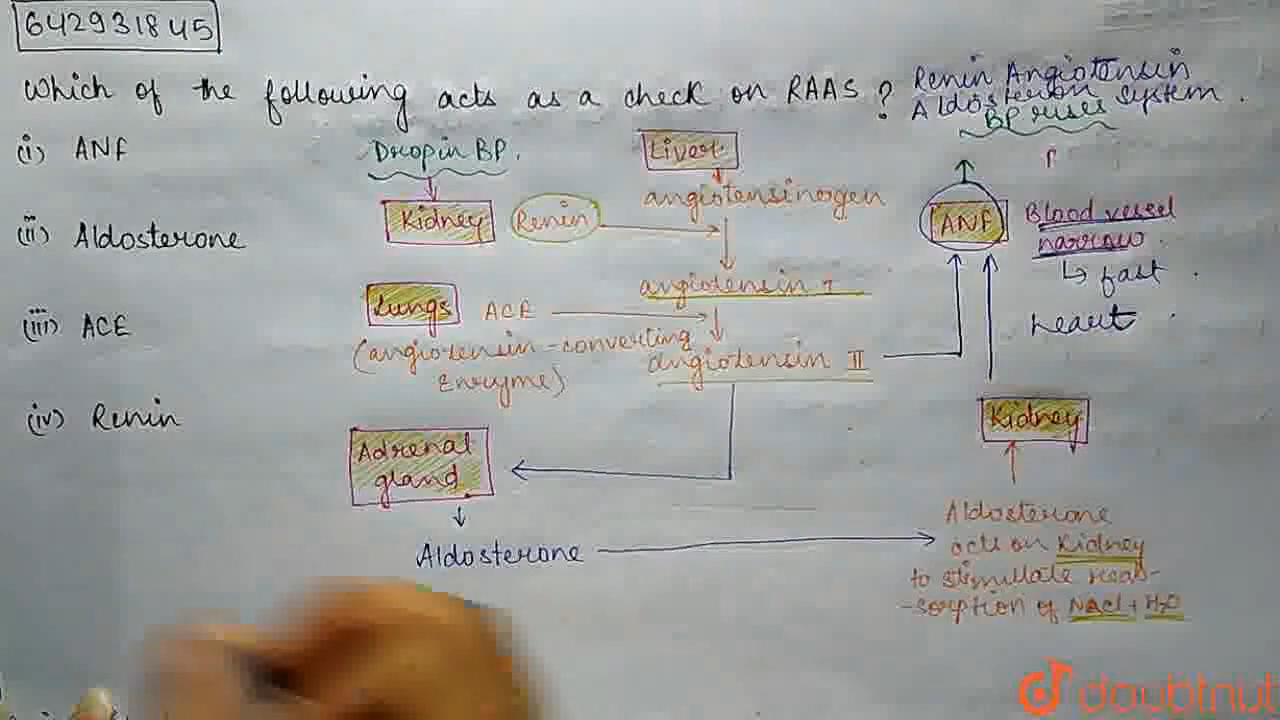 642931845
Which of the following acts as a check on RAAS ?
Renin Angiotensin
Aldosteron system.
BP rises
(i) ANF
(ii) Aldosterone
(iii) ACE
(iv) Renin
Drop in BP.
Kidney
Renin
Liver
angiotensinogen
angiotensin I
Lungs
ACE
(angiotensin-converting
Enzyme)
angiotensin II
Adrenal
gland
Aldosterone
ANF
Blood vessel
narrow.
↳ fast.
heart.
Kidney
Aldosterone
acts on Kidney
to stimulate reab-
-sorption of NaCl + H2O
doubtnut